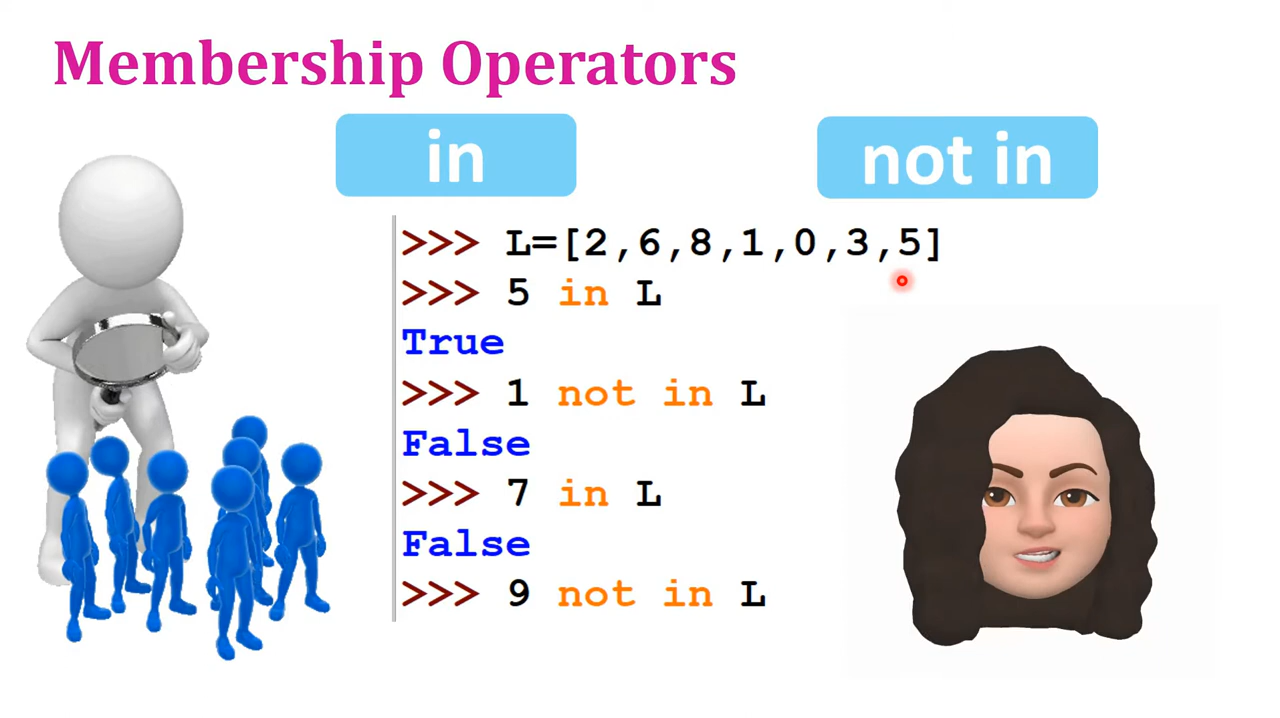 Membership Operators
in
not in
>>> L=[2,6,8,1,0,3,5]
>>> 5 in L
True
>>> 1 not in L
False
>>> 7 in L
False
>>> 9 not in L